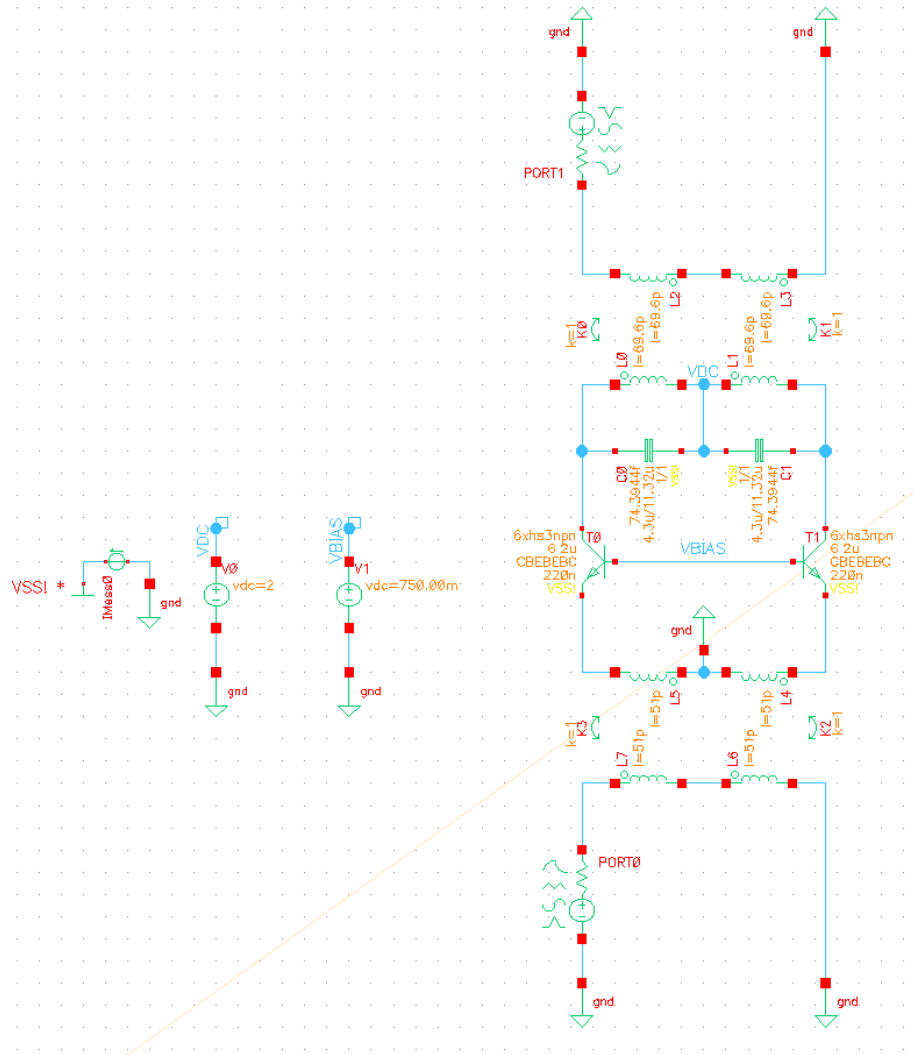 gnd
gnd
PORT1
L2
L3
l=69.6p
l=69.6p
k=1
K0
K1
k=1
l=69.6p
l=69.6p
L0
L1
VDC
C0
74.3944f
4.3u/11.32u
1/1
VSS!
VSS!
1/1
4.3u/11.32u
74.3944f
C1
6xhs3npn
6 2u
CBEBEBC
220n
VSS!
T0
VBIAS
T1
6xhs3npn
6 2u
CBEBEBC
220n
VSS!
VSS! *
IMess0
gnd
VDC
V0
vdc=2
gnd
VBIAS
V1
vdc=750.00m
gnd
gnd
L5
L4
l=51p
l=51p
k=1
K3
K2
k=1
l=51p
l=51p
L7
L6
PORT0
gnd
gnd